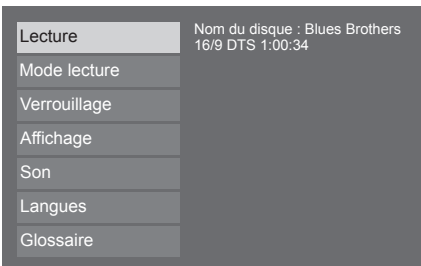 Lecture
Mode lecture
Verrouillage
Affichage
Son
Langues
Glossaire
Nom du disque : Blues Brothers
16/9 DTS 1:00:34